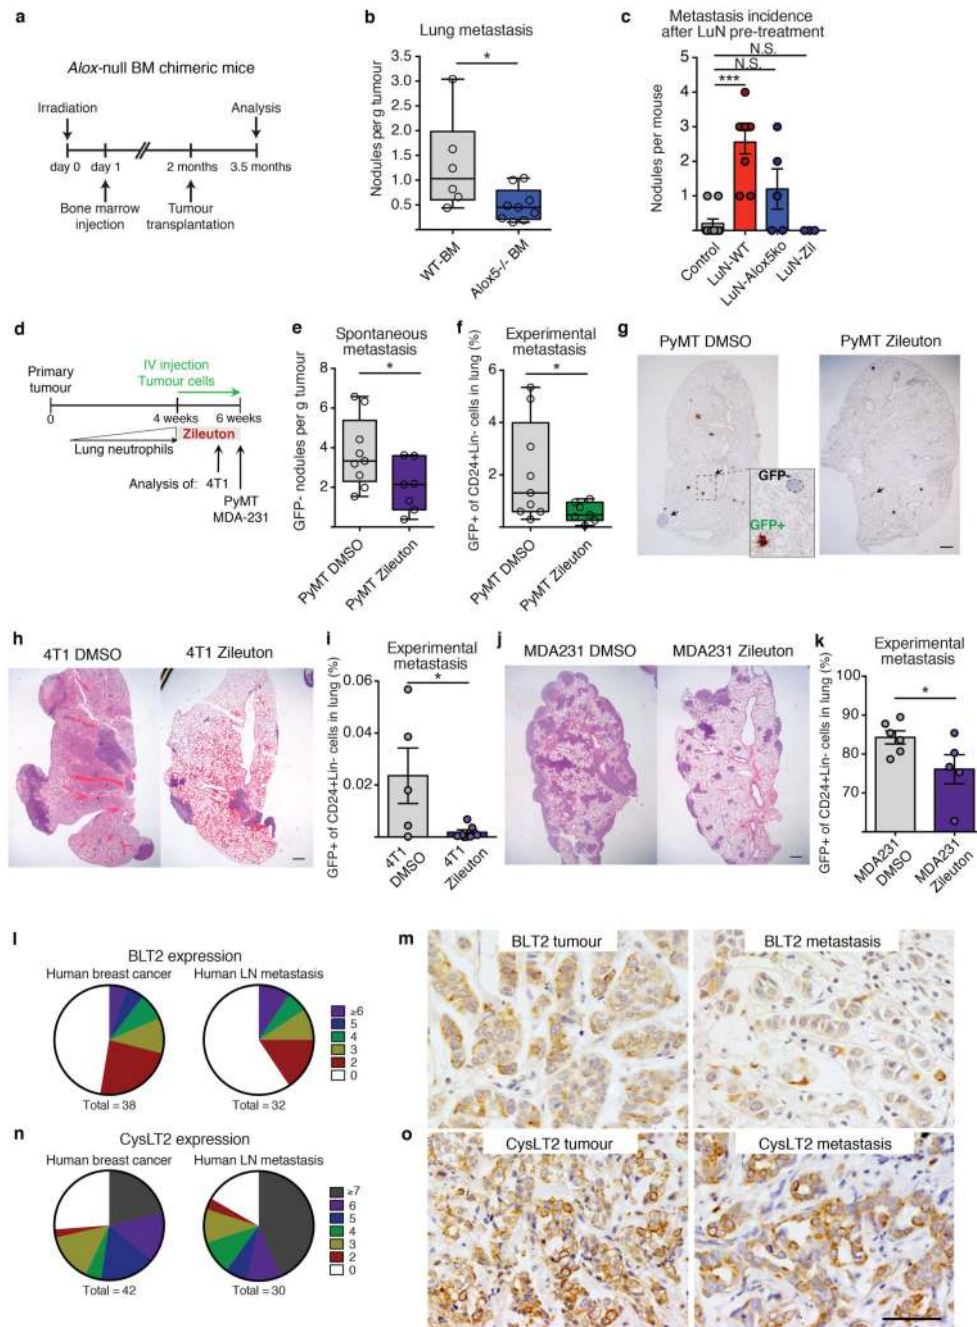 a
Alox-null BM chimeric mice
Irradiation
Analysis
day 0
day 1
2 months
3.5 months
Bone marrow
injection
Tumour
transplantation
b
Lung metastasis
Nodules per g tumour
3.5
3.0
2.5
2.0
1.5
1.0
0.5
*
WT-BM
Alox5-/- BM
c
Metastasis incidence
after LuN pre-treatment
N.S.
N.S.
***
Nodules per mouse
5
4
3
2
1
0
Control
LuN-WT
LuN-Alox5ko
LuN-Zil
d
IV injection
Tumour cells
Primary
tumour
0
4 weeks
6 weeks
Zileuton
Lung neutrophils
Analysis of:
4T1
PyMT
MDA-231
e
Spontaneous
metastasis
GFP- nodules per g tumour
8
6
4
2
*
PyMT DMSO
PyMT Zileuton
f
Experimental
metastasis
GFP+ of CD24+Lin- cells in lung (%)
6
4
2
0
*
PyMT DMSO
PyMT Zileuton
g
PyMT DMSO
PyMT Zileuton
GFP-
GFP+
h
4T1 DMSO
4T1 Zileuton
i
Experimental
metastasis
GFP+ of CD24+Lin- cells in lung (%)
0.06
0.04
0.02
0
*
4T1
DMSO
4T1
Zileuton
j
MDA231 DMSO
MDA231 Zileuton
k
Experimental
metastasis
GFP+ of CD24+Lin- cells in lung (%)
100
90
80
70
*
MDA231
DMSO
MDA231
Zileuton
l
BLT2 expression
Human breast cancer
Human LN metastasis
≥6
5
4
3
2
0
Total = 38
Total = 32
m
BLT2 tumour
BLT2 metastasis
n
CysLT2 expression
Human breast cancer
Human LN metastasis
≥7
6
5
4
3
2
0
Total = 42
Total = 30
o
CysLT2 tumour
CysLT2 metastasis